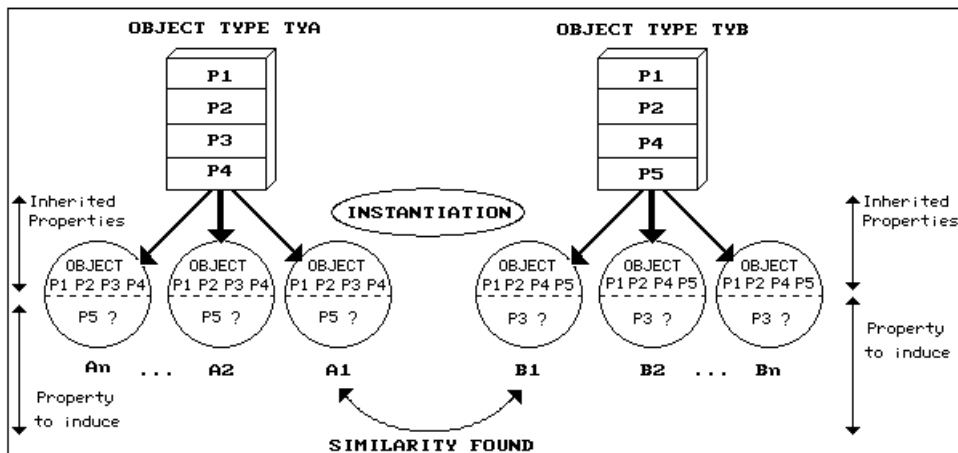 OBJECT TYPE TYA
OBJECT TYPE TYB
P1
P2
P3
P4
P1
P2
P4
P5
Inherited
Properties
INSTANTIATION
Inherited
Properties
OBJECT
P1 P2 P3 P4
P5 ?
OBJECT
P1 P2 P3 P4
P5 ?
OBJECT
P1 P2 P3 P4
P5 ?
OBJECT
P1 P2 P4 P5
P3 ?
OBJECT
P1 P2 P4 P5
P3 ?
OBJECT
P1 P2 P4 P5
P3 ?
Property
to induce
An ... A2 A1 B1 B2 ... Bn
Property
to induce
SIMILARITY FOUND